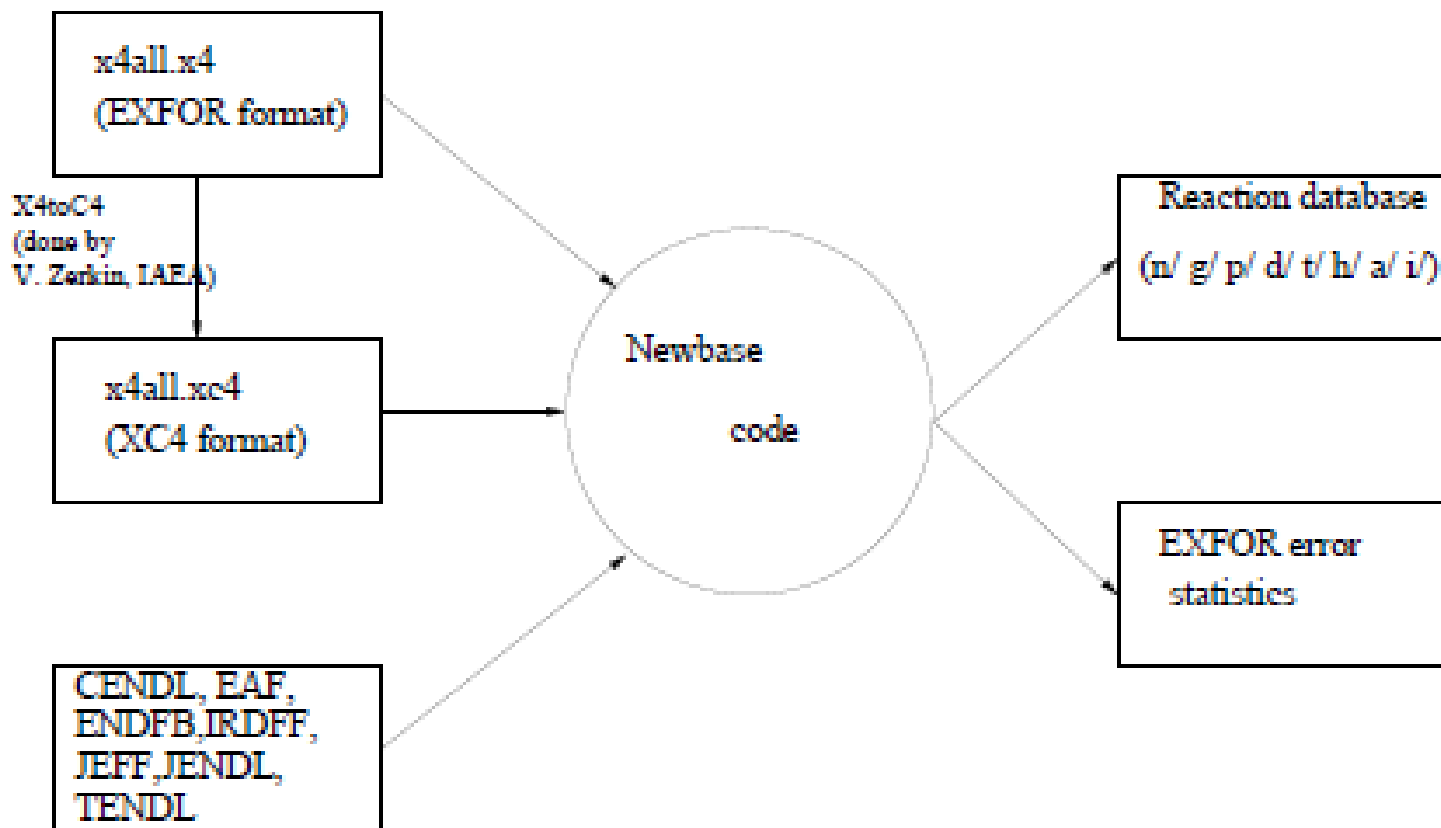 x4all.x4
(EXFOR format)
X4toC4
(done by
V. Zerkin, IAEA)
x4all.xc4
(XC4 format)
CENDL, EAF,
ENDFB,IRDFF,
JEFF,JENDL,
TENDL
Newbase
code
Reaction database
(n/ g/ p/ d/ t/ h/ a/ i/)
EXFOR error
statistics